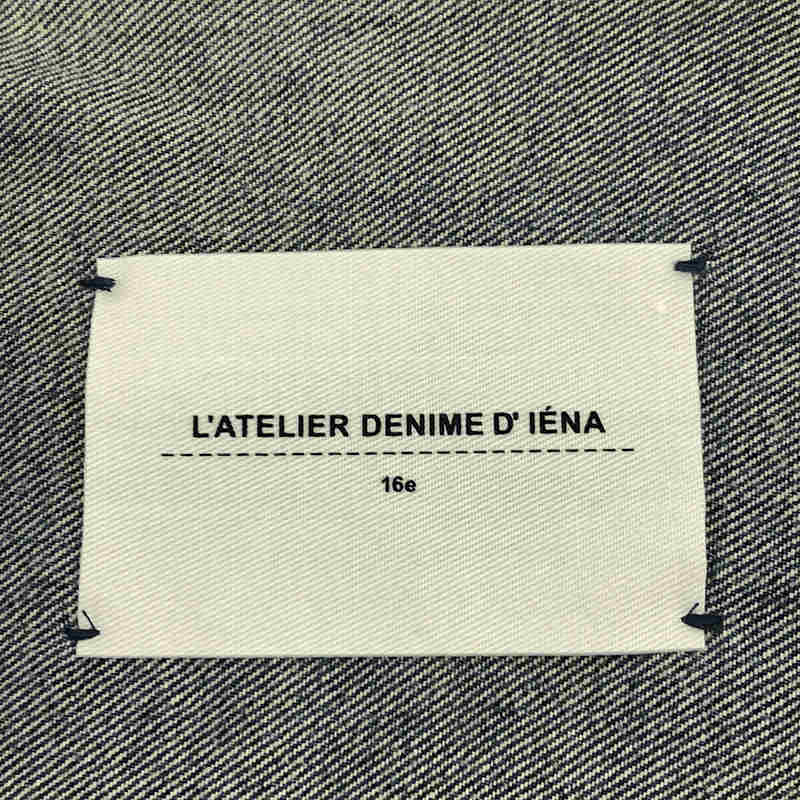 L'ATELIER DENIME D' IÉNA
16e